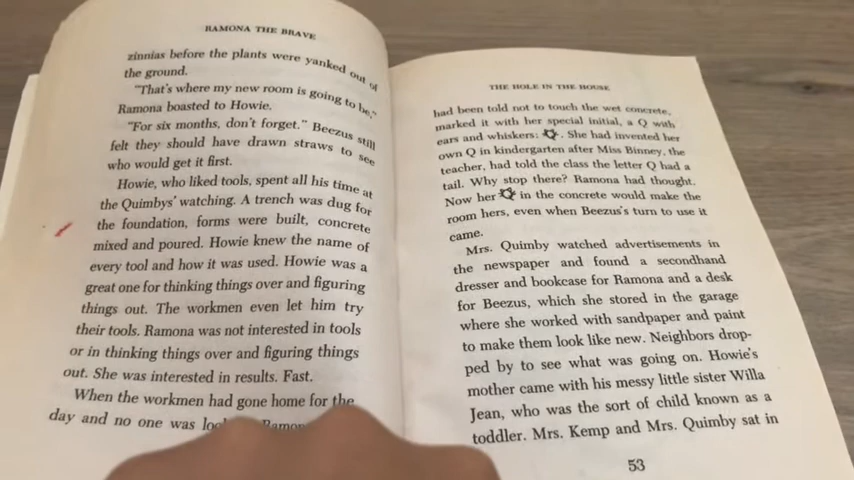 RAMONA THE BRAVE
zinnias before the plants were yanked out of
the ground.
"That's where my new room is going to be,"
Ramona boasted to Howie.
"For six months, don't forget." Beezus still
felt they should have drawn straws to see
who would get it first.
Howie, who liked tools, spent all his time at
the Quimbys' watching. A trench was dug for
the foundation, forms were built, concrete
mixed and poured. Howie knew the name of
every tool and how it was used. Howie was a
great one for thinking things over and figuring
things out. The workmen even let him try
their tools. Ramona was not interested in tools
or in thinking things over and figuring things
out. She was interested in results. Fast.
When the workmen had gone home for the
day and no one was
THE HOLE IN THE HOUSE
had been told not to touch the wet concrete,
marked it with her special initial, a Q with
ears and whiskers: . She had invented her
own Q in kindergarten after Miss Binney, the
teacher, had told the class the letter Q had a
tail. Why stop there? Ramona had thought.
Now her in the concrete would make the
room hers, even when Beezus's turn to use it
came.
Mrs. Quimby watched advertisements in
the newspaper and found a secondhand
dresser and bookcase for Ramona and a desk
for Beezus, which she stored in the garage
where she worked with sandpaper and paint
to make them look like new. Neighbors drop-
ped by to see what was going on. Howie's
mother came with his messy little sister Willa
Jean, who was the sort of child known as a
toddler. Mrs. Kemp and Mrs. Quimby sat in
53